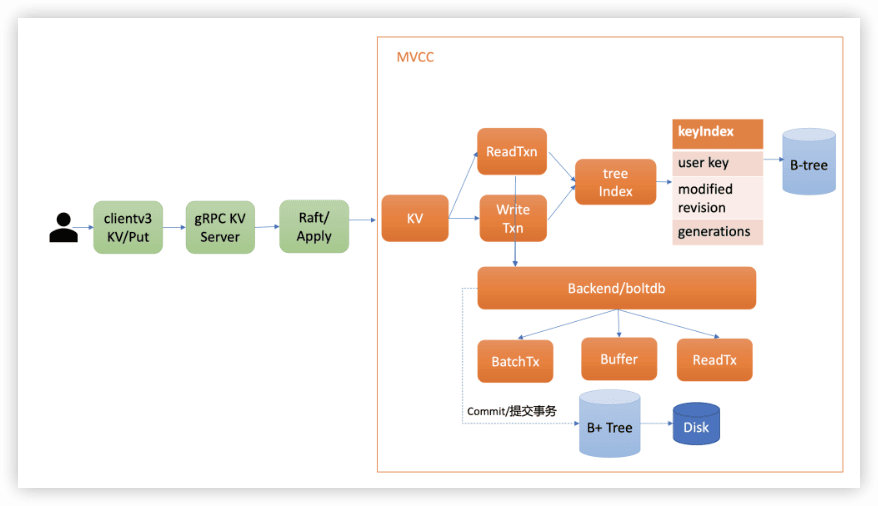 MVCC
clientv3
KV/Put
gRPC KV
Server
Raft/
Apply
KV
ReadTxn
Write
Txn
tree
Index
keyIndex
user key
modified
revision
generations
B-tree
Backend/boltdb
BatchTx
Buffer
ReadTx
Commit/提交事务
B+ Tree
Disk